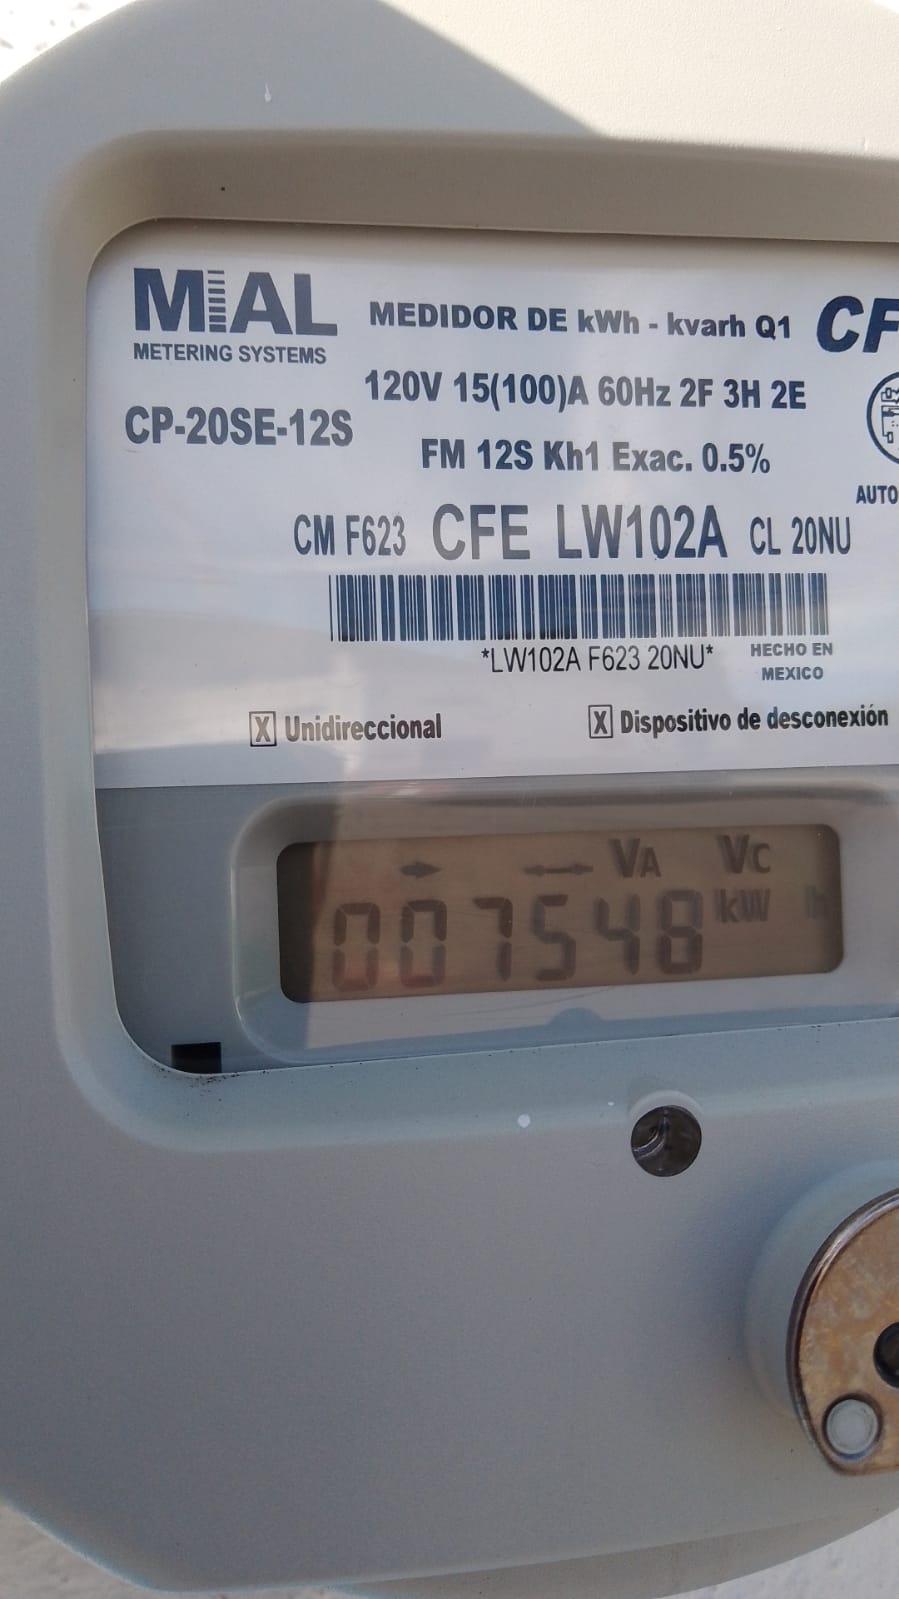 MIAL
METERING SYSTEMS
MEDIDOR DE kWh - kvarh Q1
CF
120V 15(100)A 60Hz 2F 3H 2E
CP-20SE-12S
FM 12S Kh1 Exac. 0.5%
AUTO
CM F623 CFE LW102A CL 20NU
*LW102A F623 20NU*
HECHO EN
MEXICO
X Unidireccional
X Dispositivo de desconexión
VA VC
007548 kW h